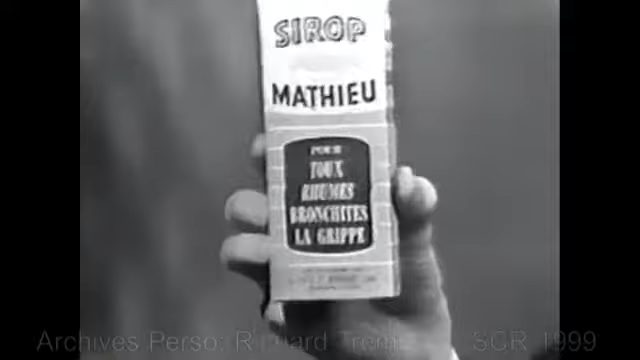 SIROP
MATHIEU
POUR
TOUX
RHUMES
BRONCHITES
LA GRIPPE
Archives Perso: Richard SGR 1999